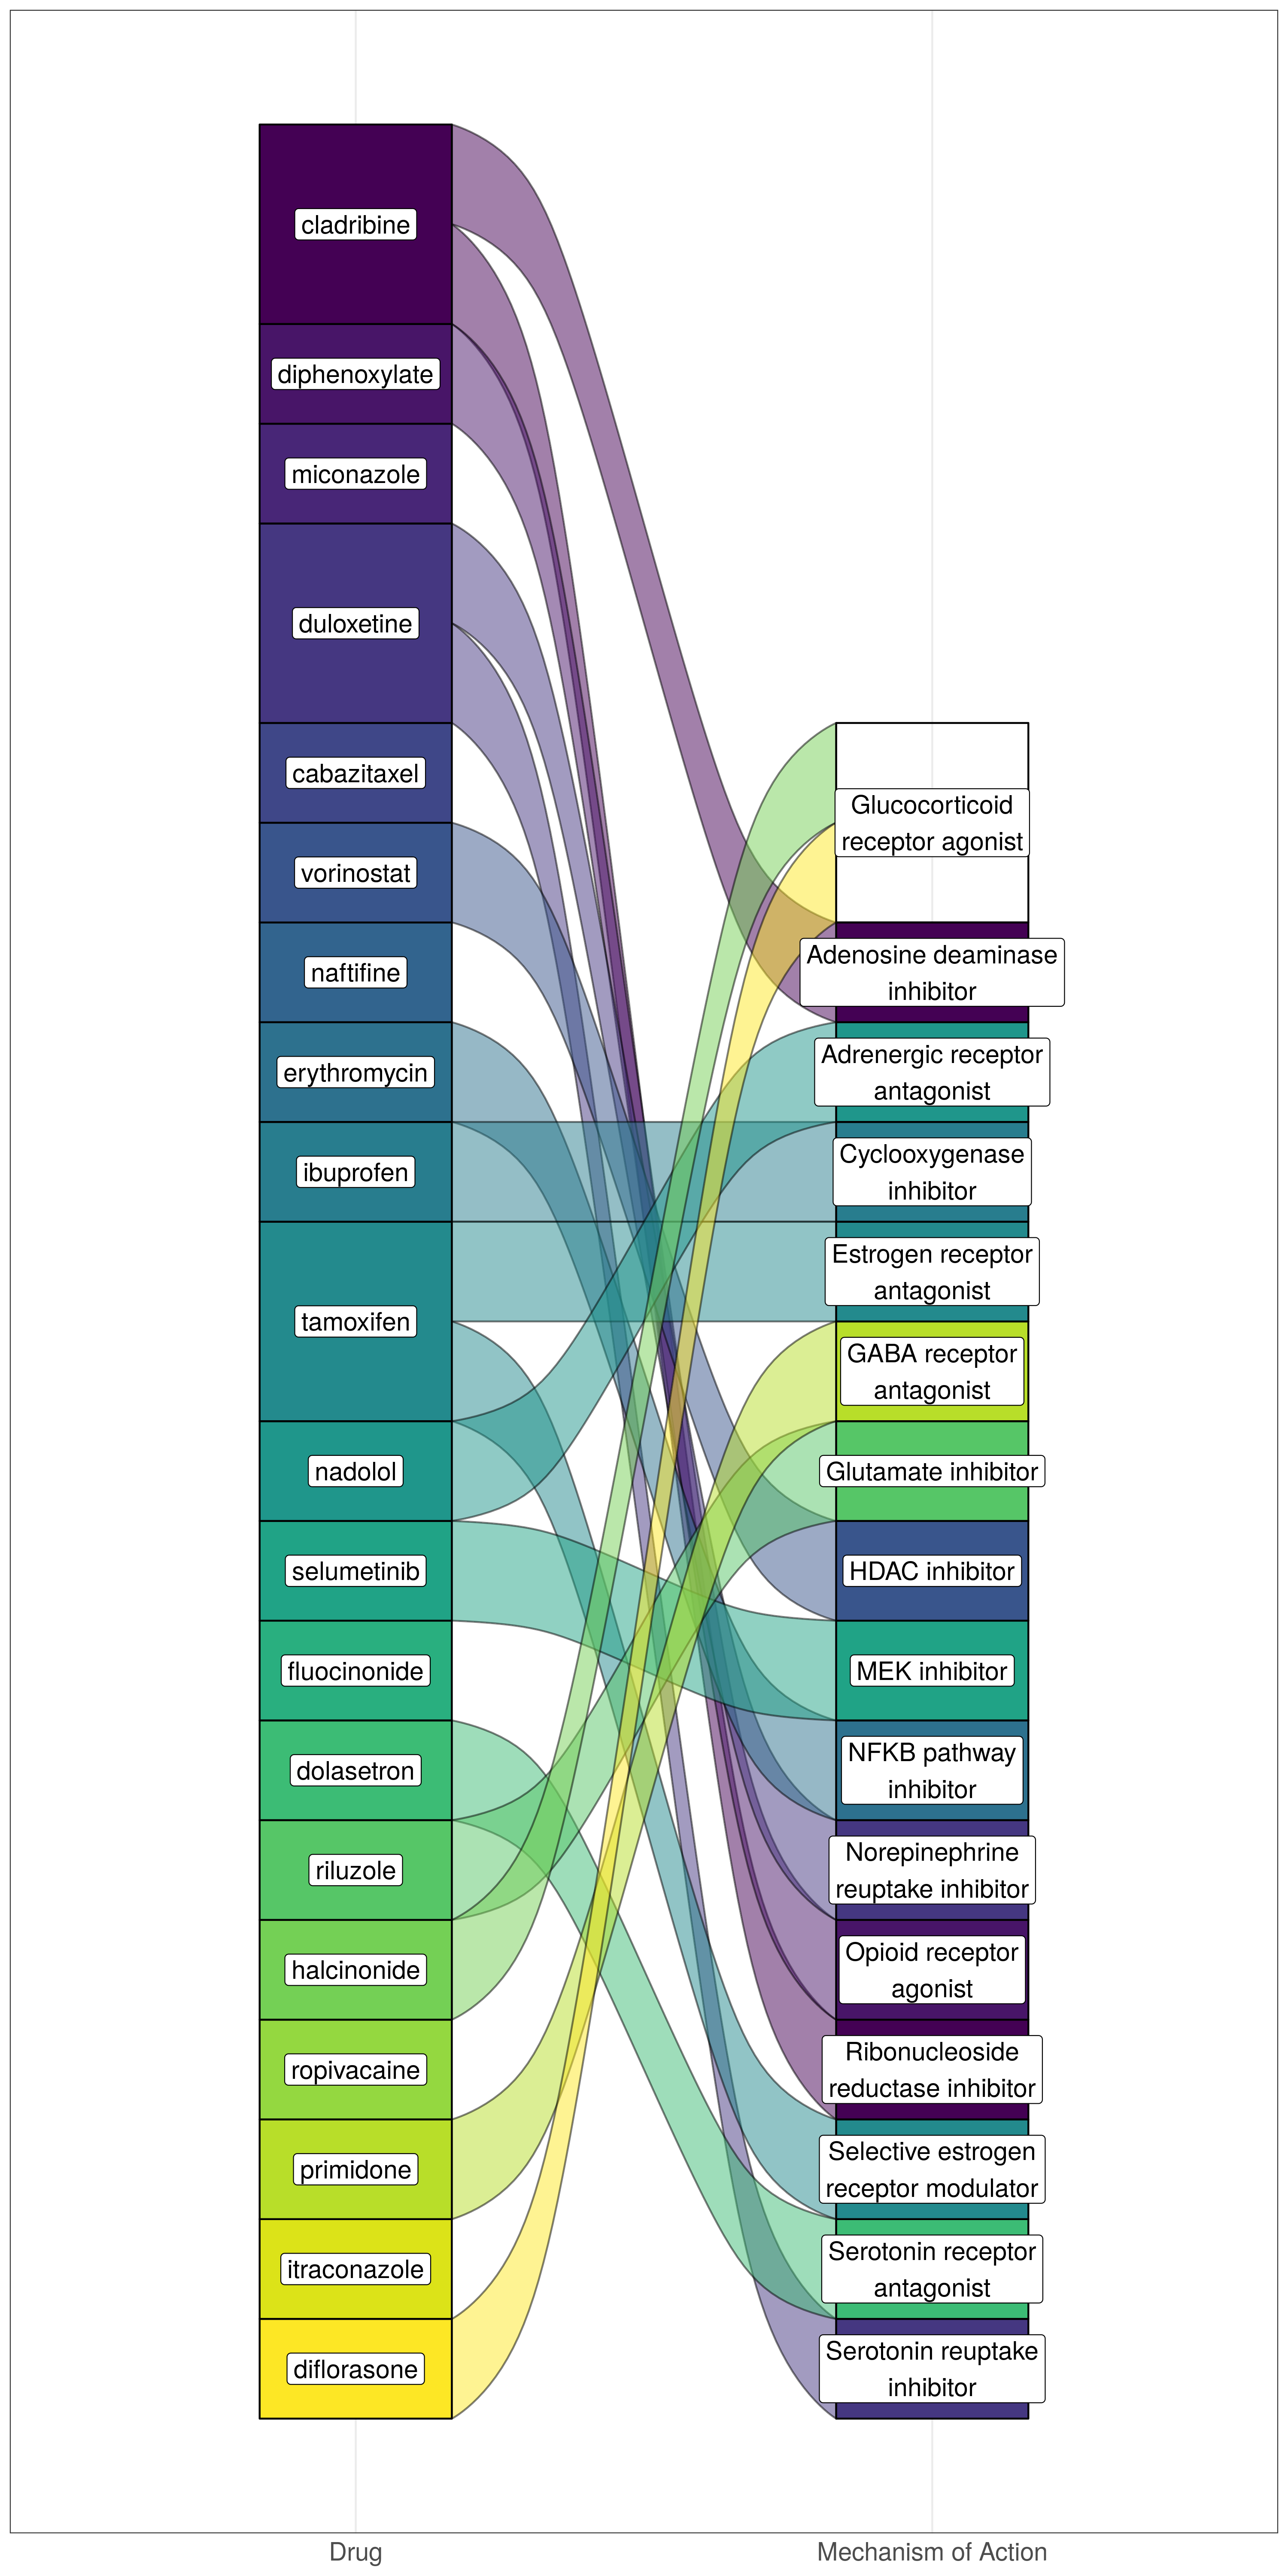 cladribine
diphenoxylate
miconazole
duloxetine
cabazitaxel
vorinostat
naftifine
erythromycin
ibuprofen
tamoxifen
nadolol
selumetinib
fluocinonide
dolasetron
riluzole
halcinonide
ropivacaine
primidone
itraconazole
diflorasone
Glucocorticoid
receptor agonist
Adenosine deaminase
inhibitor
Adrenergic receptor
antagonist
Cyclooxygenase
inhibitor
Estrogen receptor
antagonist
GABA receptor
antagonist
Glutamate inhibitor
HDAC inhibitor
MEK inhibitor
NFKB pathway
inhibitor
Norepinephrine
reuptake inhibitor
Opioid receptor
agonist
Ribonucleoside
reductase inhibitor
Selective estrogen
receptor modulator
Serotonin receptor
antagonist
Serotonin reuptake
inhibitor
Drug
Mechanism of Action